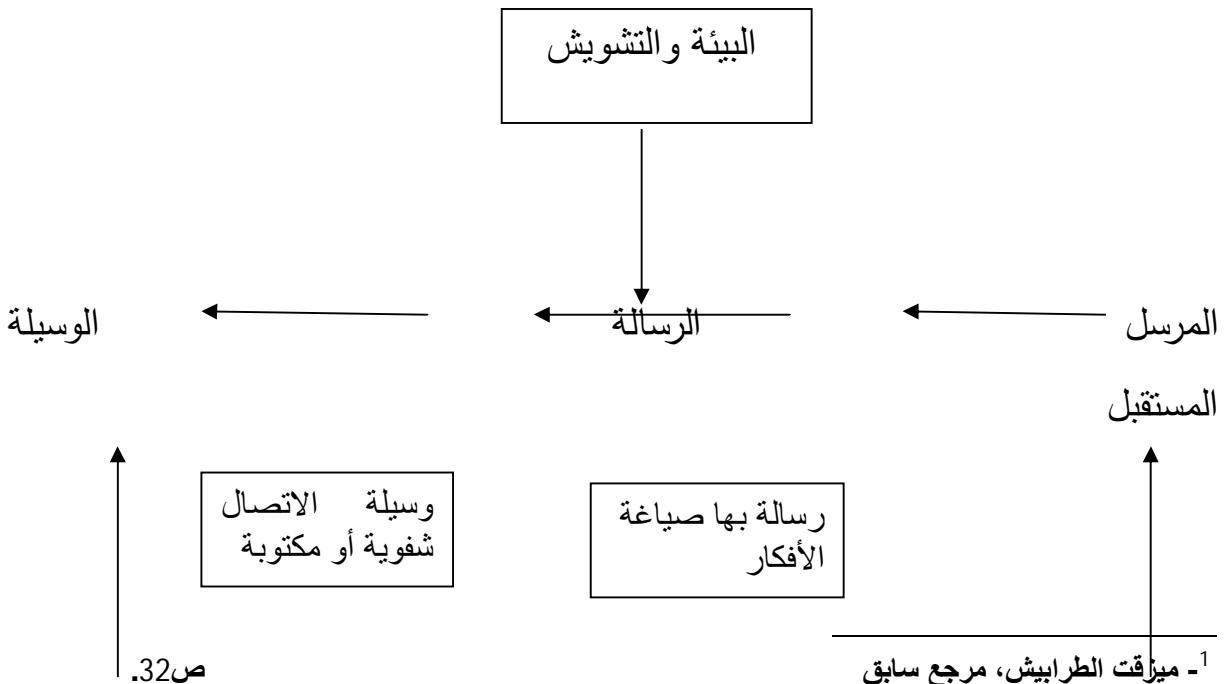 البيئة والتشويش
المرسل الرسالة الوسيلة
المستقبل
رسالة بها صياغة
الأفكار
وسيلة الاتصال
شفوية أو مكتوبة
1- ميزقت الطرابيش، مرجع سابق ص32.